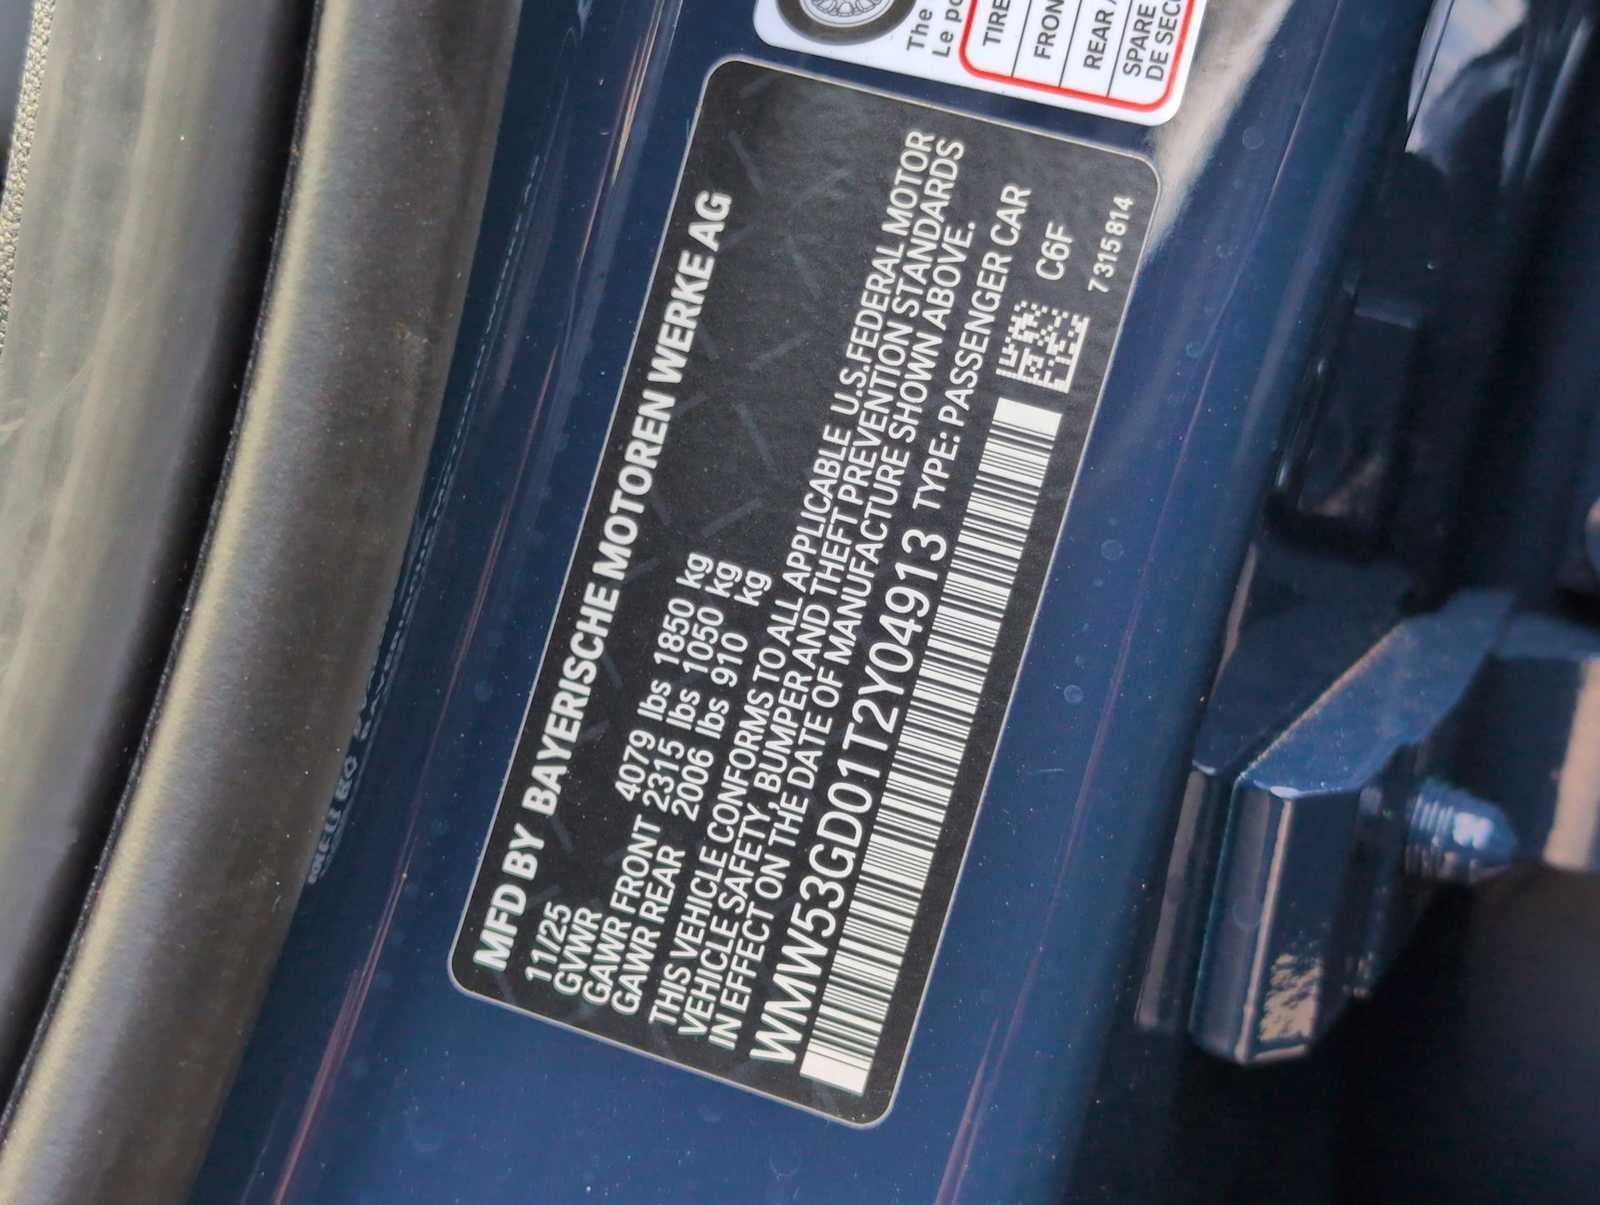 The
Le
TIRE
FRON
REAR
SPARE
DE SEC
MFD BY BAYERISCHE MOTOREN WERKE AG
11/25
GVWR 4079 lbs 1850 kg
GAWR FRONT 2315 lbs 1050 kg
GAWR REAR 2006 lbs 910 kg
THIS VEHICLE CONFORMS TO ALL APPLICABLE U.S.FEDERAL MOTOR
VEHICLE SAFETY, BUMPER AND THEFT PREVENTION STANDARDS
IN EFFECT ON THE DATE OF MANUFACTURE SHOWN ABOVE.
WMW53GD01T2Y04913 TYPE: PASSENGER CAR
C6F
7315814